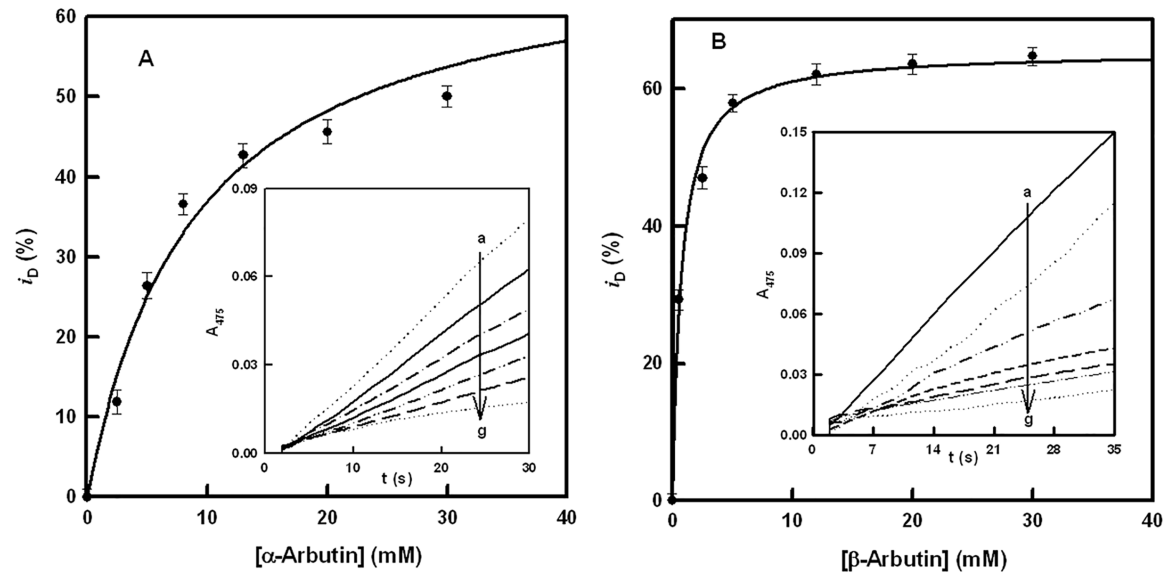 A
60
50
40
30
20
10
0
i_D (%)
0 10 20 30 40
[α-Arbutin] (mM)
0.09
0.06
0.03
0.00
A_475
a
g
0 10 20 30
t (s)
B
60
40
20
0
i_D (%)
0 10 20 30 40
[β-Arbutin] (mM)
0.15
0.12
0.09
0.06
0.03
0.00
A_475
a
g
0 7 14 21 28 35
t (s)